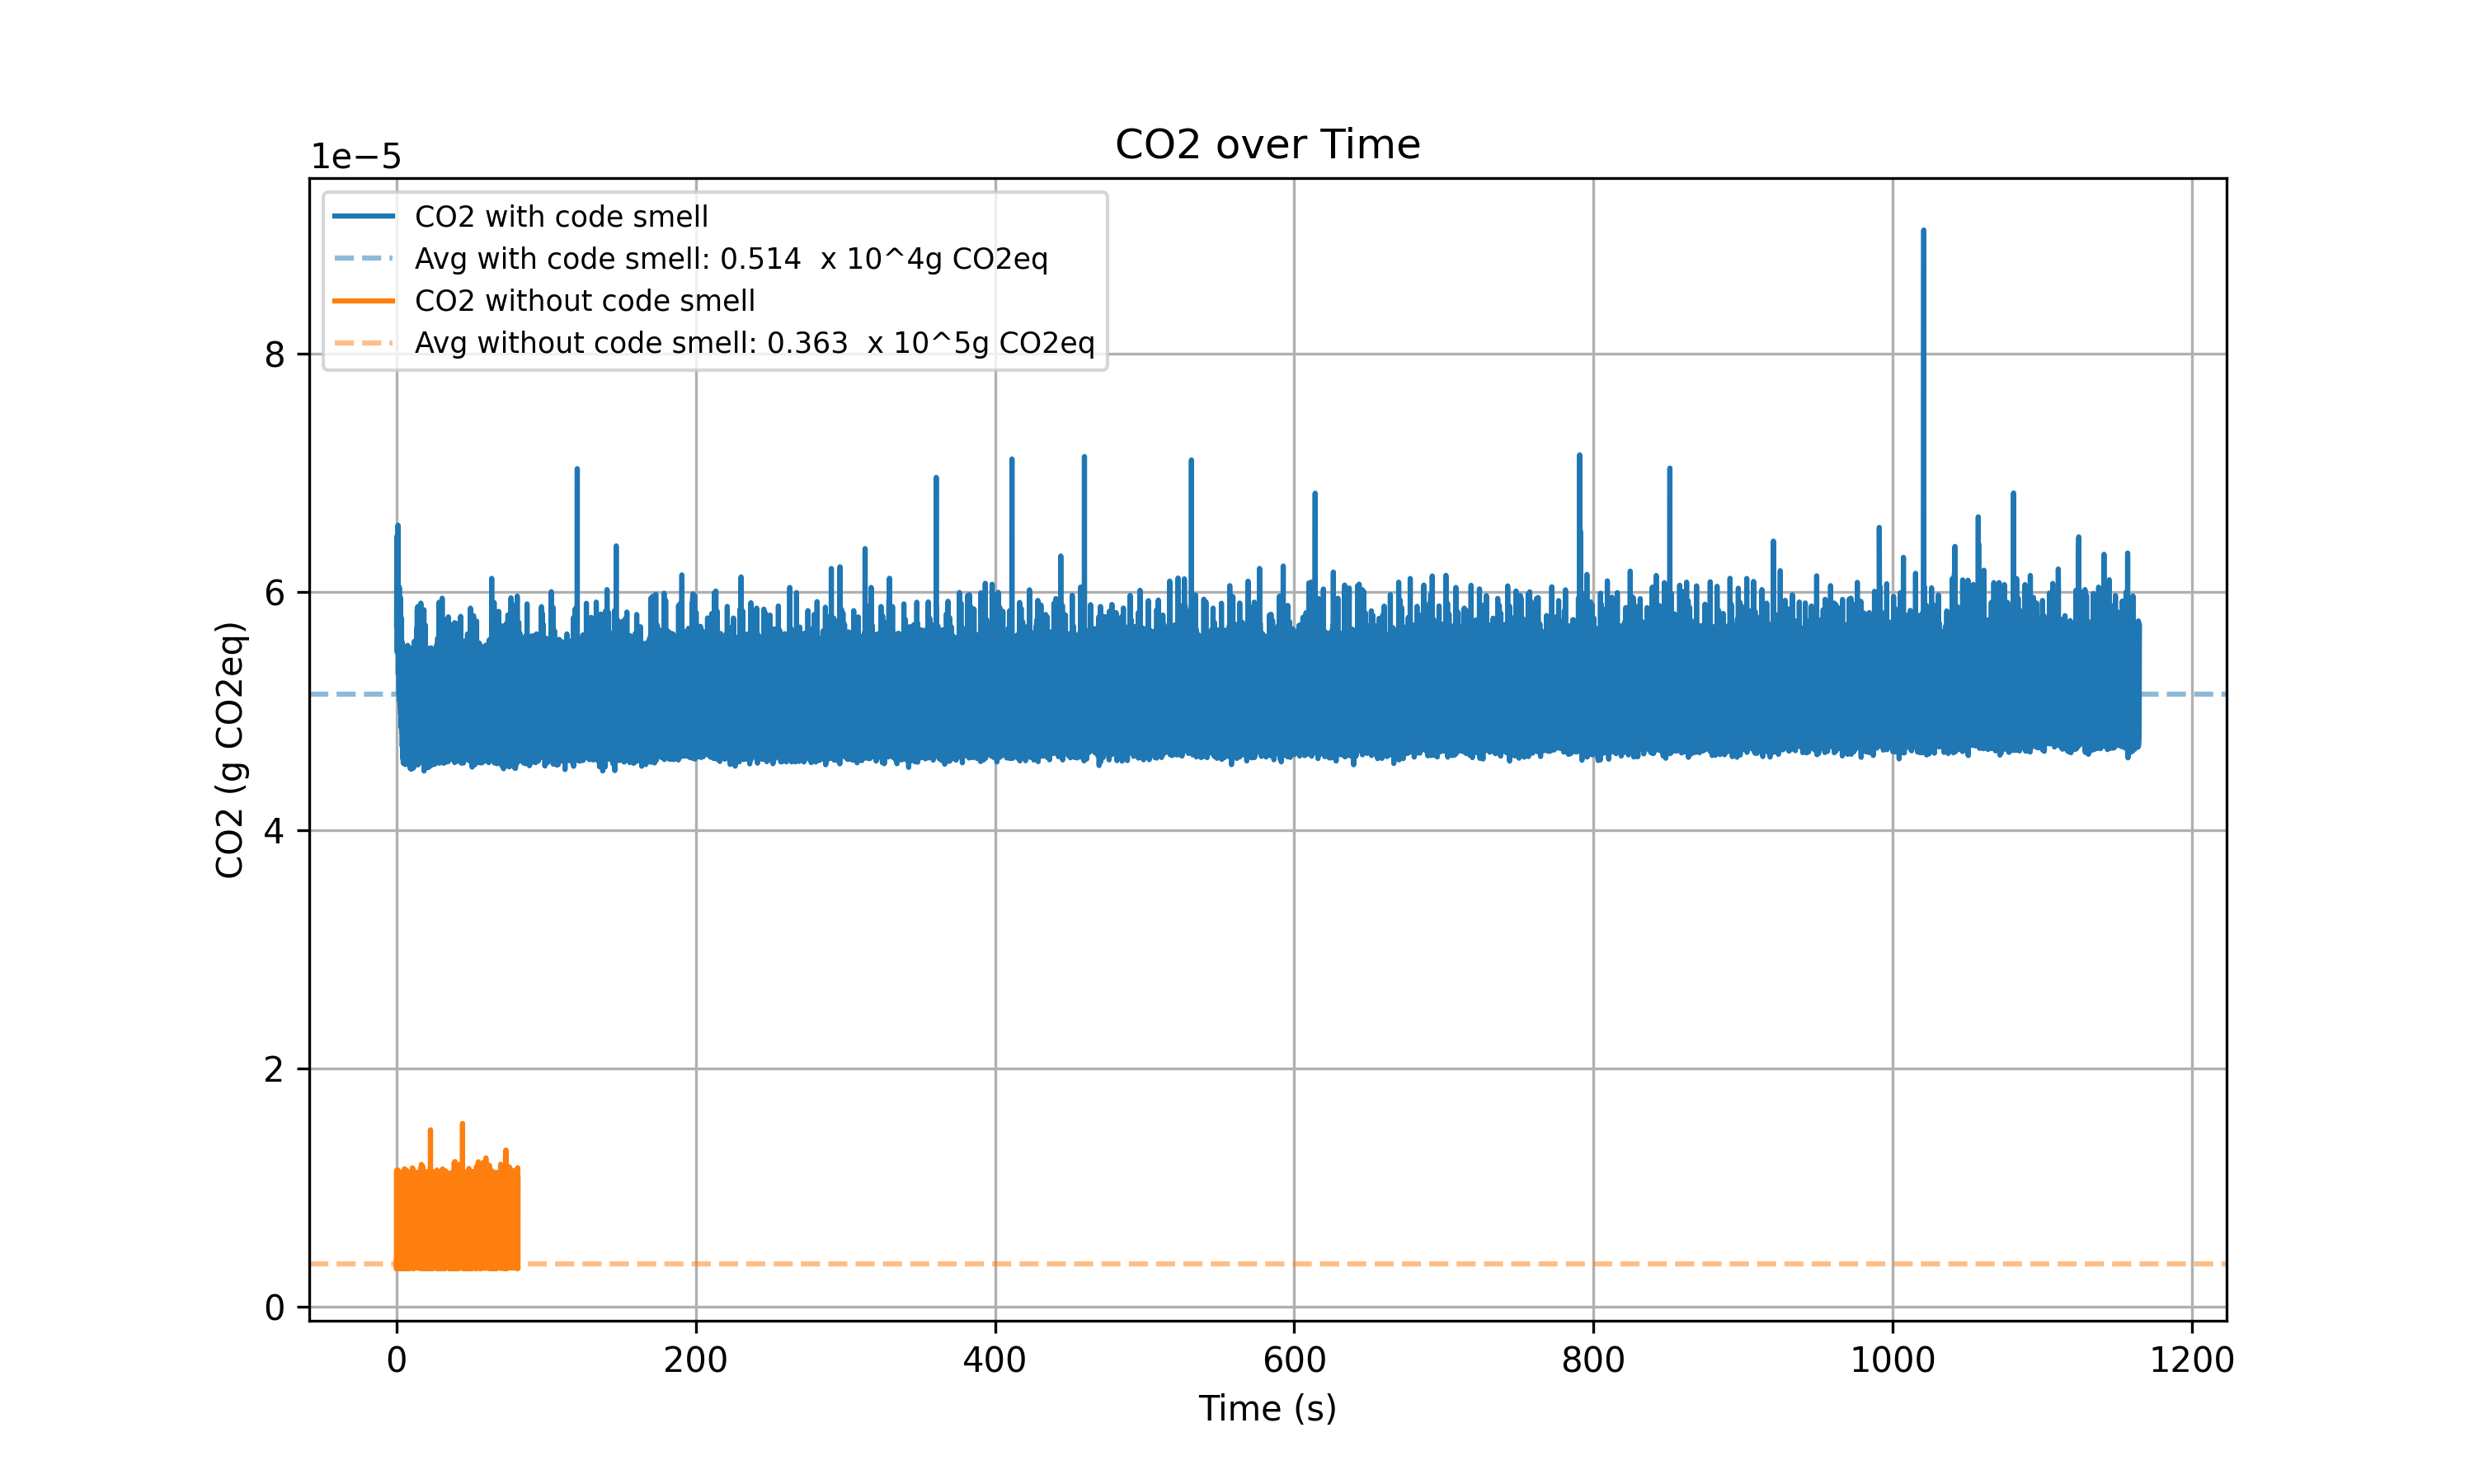 CO2 over Time
1e−5
CO2 with code smell
Avg with code smell: 0.514  x 10^4g CO2eq
CO2 without code smell
Avg without code smell: 0.363  x 10^5g CO2eq
8
6
4
2
0
CO2 (g CO2eq)
0 200 400 600 800 1000 1200
Time (s)